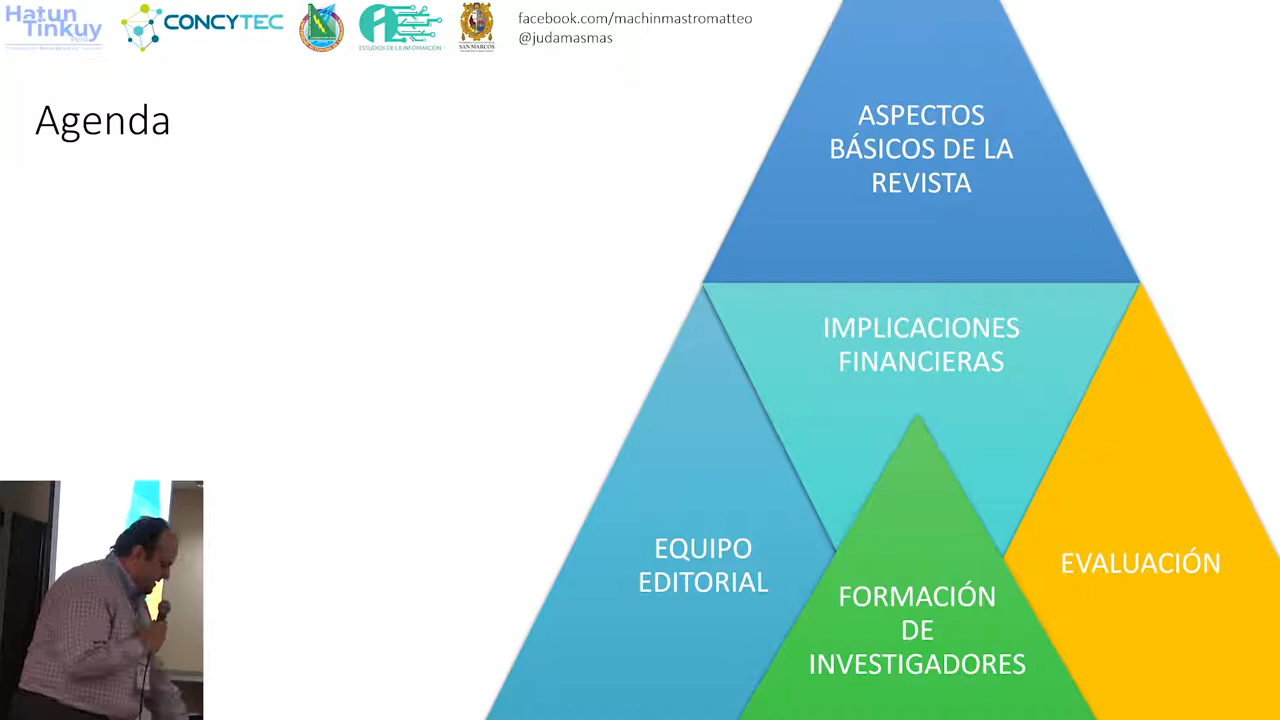 Hatun
Tinkuy
Perú
CONCYTEC
ESTUDIOS DE LA INFORMACIÓN
SAN MARCOS
facebook.com/machinmastromatteo
@judamasmas
Agenda
ASPECTOS
BÁSICOS DE LA
REVISTA
IMPLICACIONES
FINANCIERAS
EQUIPO
EDITORIAL
FORMACIÓN
DE
INVESTIGADORES
EVALUACIÓN